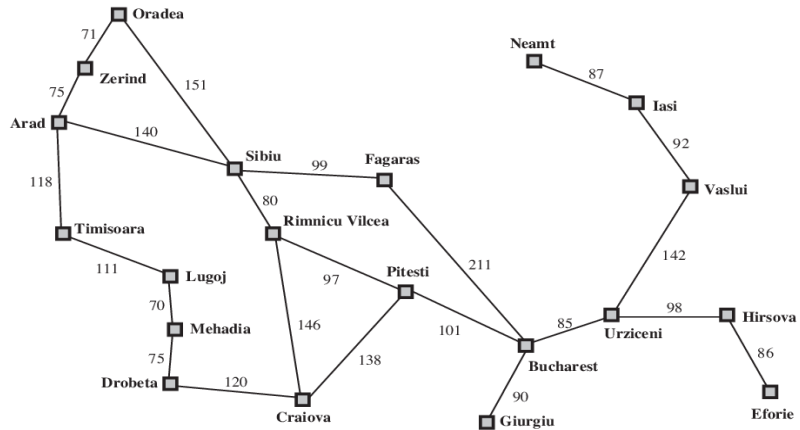 Oradea
71
Neamt
Zerind
87
75
151
Iasi
Arad
140
92
Sibiu
Fagaras
99
118
Vaslui
80
Timisoara
Rimnicu Vilcea
111
211
142
Lugoj
97
Pitesti
70
98
Hirsova
146
101
85
Urziceni
Mehadia
138
86
75
Bucharest
120
Drobeta
90
Craiova
Giurgiu
Eforie